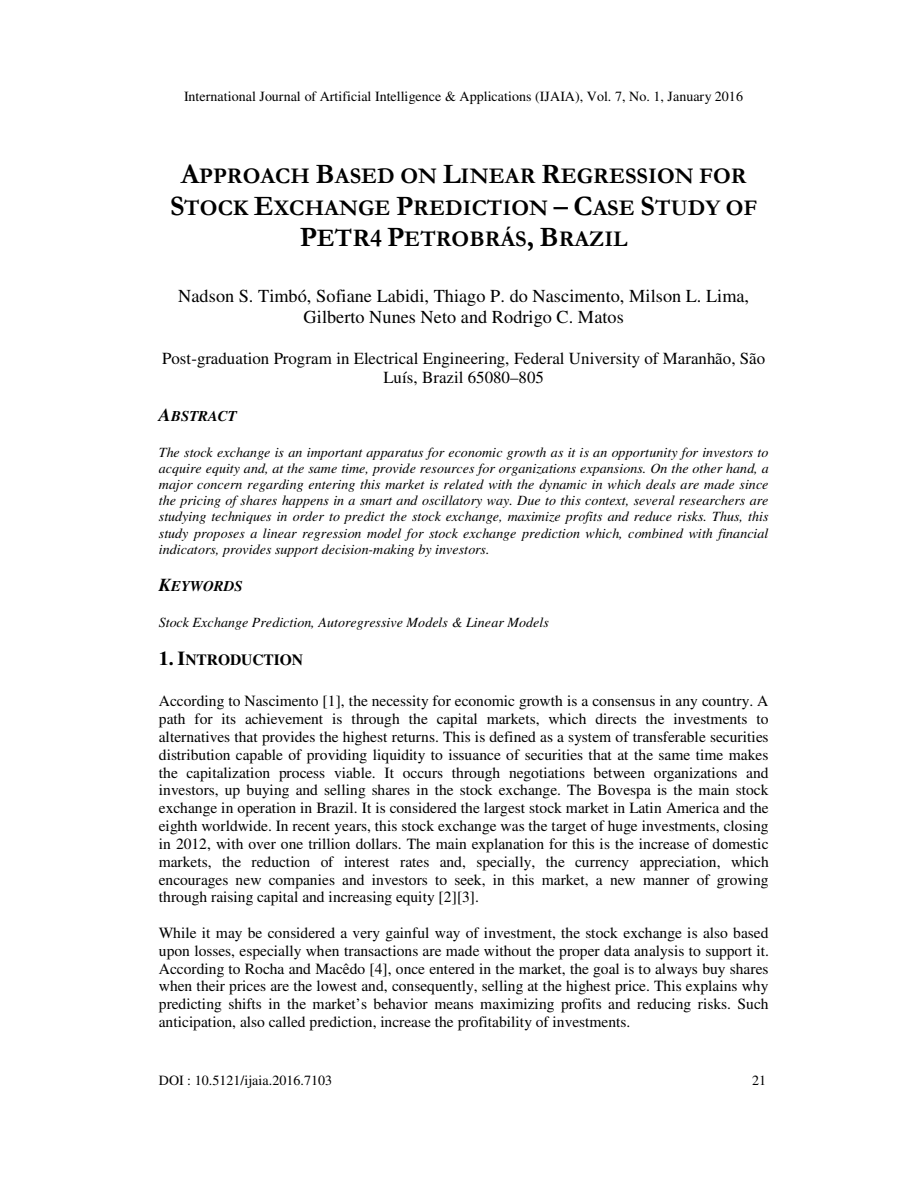 International Journal of Artificial Intelligence & Applications (IJAIA), Vol. 7, No. 1, January 2016
APPROACH BASED ON LINEAR REGRESSION FOR
STOCK EXCHANGE PREDICTION – CASE STUDY OF
PETR4 PETROBRÁS, BRAZIL
Nadson S. Timbó, Sofiane Labidi, Thiago P. do Nascimento, Milson L. Lima,
Gilberto Nunes Neto and Rodrigo C. Matos
Post-graduation Program in Electrical Engineering, Federal University of Maranhão, São
Luís, Brazil 65080–805
ABSTRACT
The stock exchange is an important apparatus for economic growth as it is an opportunity for investors to
acquire equity and, at the same time, provide resources for organizations expansions. On the other hand, a
major concern regarding entering this market is related with the dynamic in which deals are made since
the pricing of shares happens in a smart and oscillatory way. Due to this context, several researchers are
studying techniques in order to predict the stock exchange, maximize profits and reduce risks. Thus, this
study proposes a linear regression model for stock exchange prediction which, combined with financial
indicators, provides support decision-making by investors.
KEYWORDS
Stock Exchange Prediction, Autoregressive Models & Linear Models
1. INTRODUCTION
According to Nascimento [1], the necessity for economic growth is a consensus in any country. A
path for its achievement is through the capital markets, which directs the investments to
alternatives that provides the highest returns. This is defined as a system of transferable securities
distribution capable of providing liquidity to issuance of securities that at the same time makes
the capitalization process viable. It occurs through negotiations between organizations and
investors, up buying and selling shares in the stock exchange. The Bovespa is the main stock
exchange in operation in Brazil. It is considered the largest stock market in Latin America and the
eighth worldwide. In recent years, this stock exchange was the target of huge investments, closing
in 2012, with over one trillion dollars. The main explanation for this is the increase of domestic
markets, the reduction of interest rates and, specially, the currency appreciation, which
encourages new companies and investors to seek, in this market, a new manner of growing
through raising capital and increasing equity [2][3].
While it may be considered a very gainful way of investment, the stock exchange is also based
upon losses, especially when transactions are made without the proper data analysis to support it.
According to Rocha and Macêdo [4], once entered in the market, the goal is to always buy shares
when their prices are the lowest and, consequently, selling at the highest price. This explains why
predicting shifts in the market’s behavior means maximizing profits and reducing risks. Such
anticipation, also called prediction, increase the profitability of investments.
DOI : 10.5121/ijaia.2016.7103 21